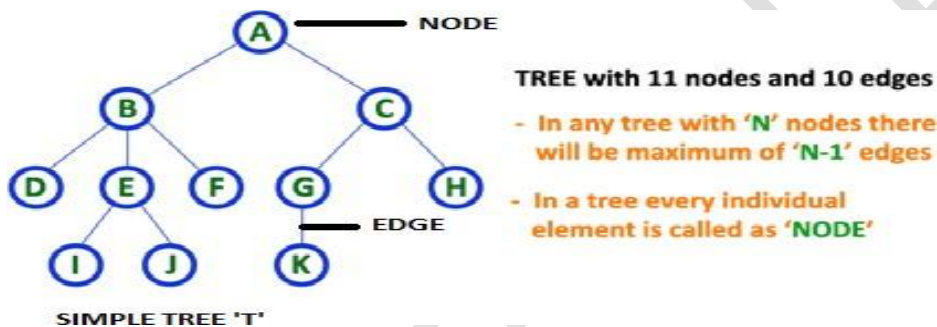 A
NODE
B
C
D
E
F
G
H
EDGE
I
J
K
SIMPLE TREE 'T'
TREE with 11 nodes and 10 edges
- In any tree with ‘N’ nodes there
will be maximum of ‘N-1’ edges
- In a tree every individual
element is called as ‘NODE’